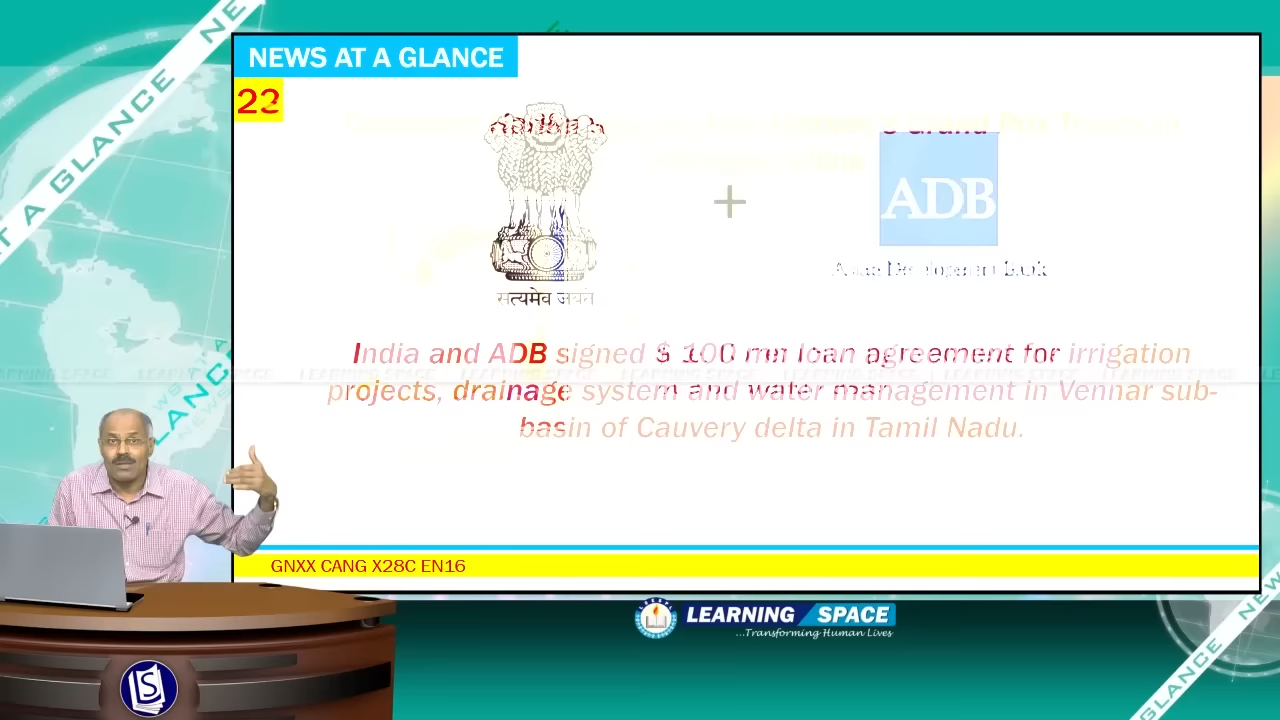 NEWS AT A GLANCE
ADB
सत्यमेव जयते
India and ADB signed $ 100 mn loan agreement for irrigation
projects, drainage system and water management in Vennar sub-
basin of Cauvery delta in Tamil Nadu.
GNXX CANG X28C EN16
LEARNING SPACE
...Transforming Human Lives